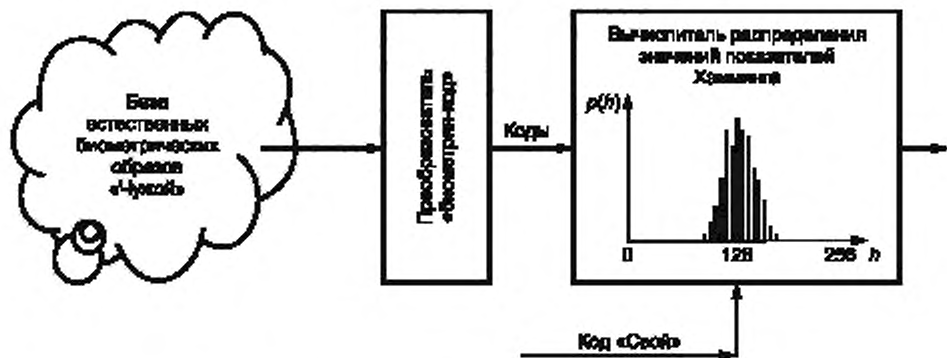 База
естественных
биометрических
образов
«Чужой»
Преобразователь
«биометрия-код»
Коды
Вычислитель распределения
значений показателей
Хэмминга
p(h)
0 128 256 h
Код «Свой»